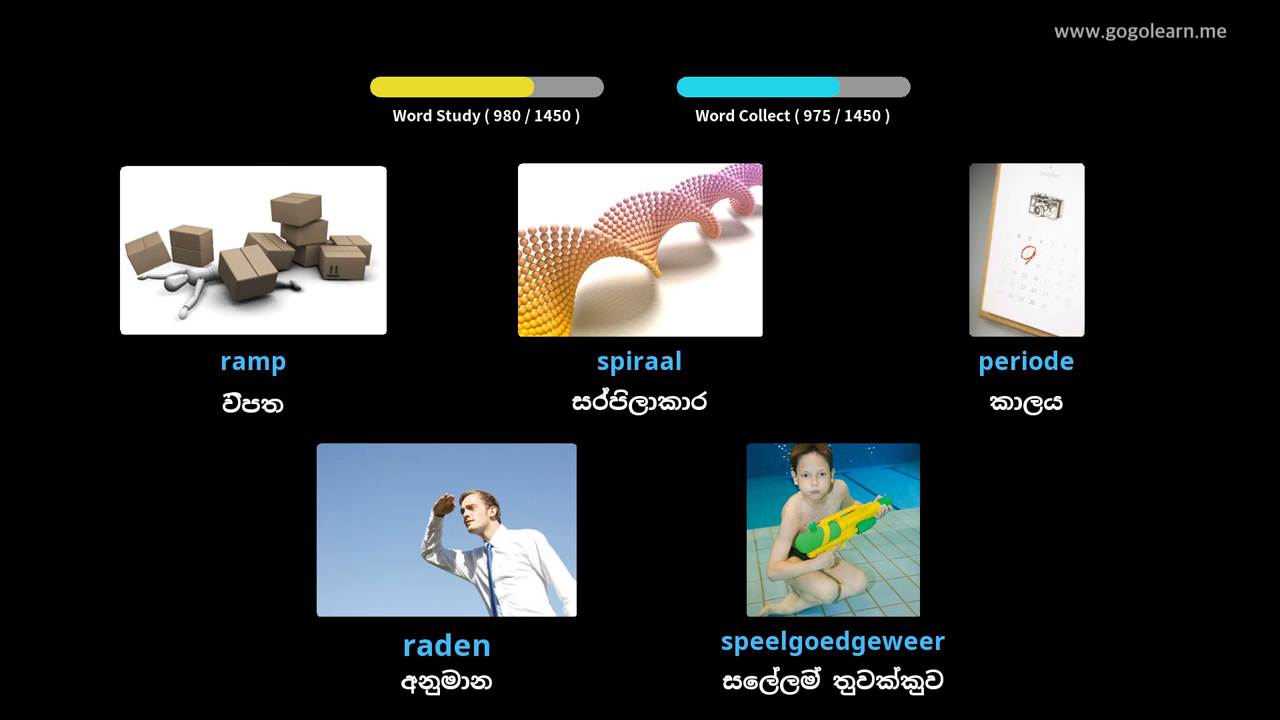 www.gogolearn.me
Word Study ( 980 / 1450 )
Word Collect ( 975 / 1450 )
ramp
විපත
spiraal
සර්පිලාකාර
periode
කාලය
raden
අනුමාන
speelgoedgeweer
සලේලම් තුවක්කුව